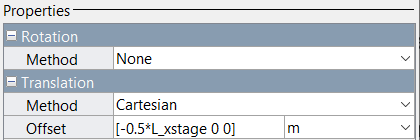 Properties
Rotation
Method None
Translation
Method Cartesian
Offset [-0.5*L_xstage 0 0] m